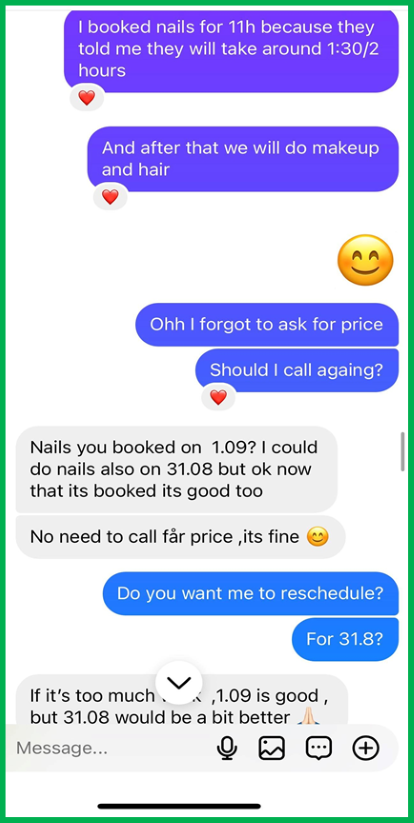 I booked nails for 11h because they
told me they will take around 1:30/2
hours
And after that we will do makeup
and hair
Ohh I forgot to ask for price
Should I call againg?
Nails you booked on 1.09? I could
do nails also on 31.08 but ok now
that its booked its good too
No need to call får price ,its fine 😊
Do you want me to reschedule?
For 31.8?
If it's too much ,1.09 is good ,
but 31.08 would be a bit better 🙏🏻
Message...